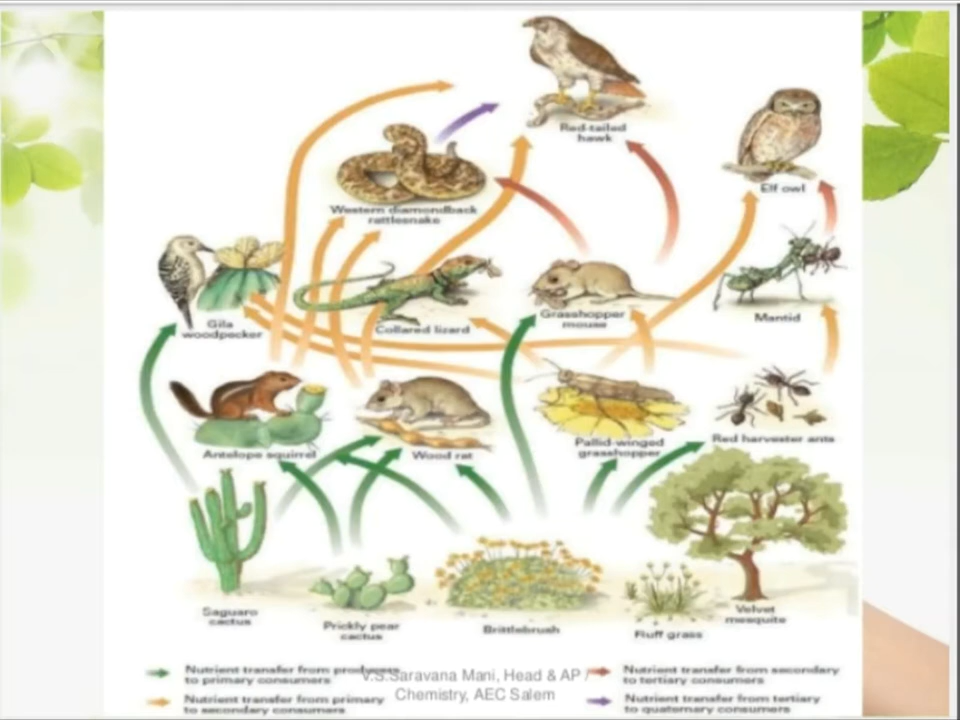 Red-tailed
hawk
Elf owl
Western diamondback
rattlesnake
Gila
woodpecker
Collared lizard
Grasshopper
mouse
Mantid
Antelope squirrel
Wood rat
Pallid-winged
grasshopper
Red harvester ants
Saguaro
cactus
Prickly pear
cactus
Brittlebrush
Fluff grass
Velvet
mesquite
Nutrient transfer from producers
to primary consumers
Nutrient transfer from primary
to secondary consumers
V.S.Saravana Mani, Head & AP /
Chemistry, AEC Salem
Nutrient transfer from secondary
to tertiary consumers
Nutrient transfer from tertiary
to quaternary consumers